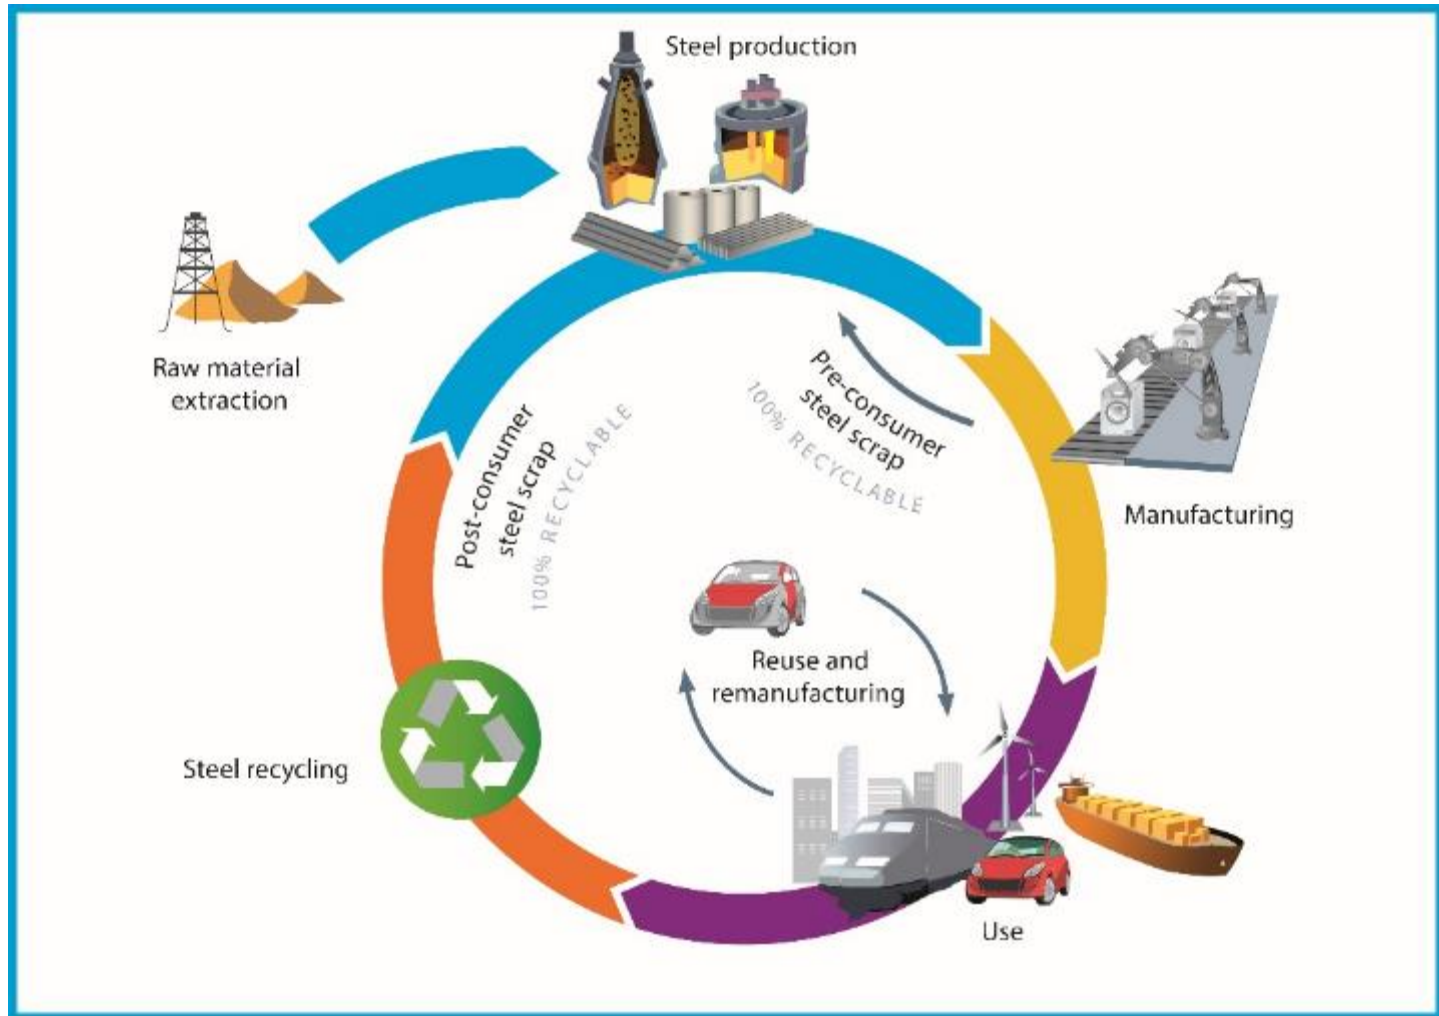 Steel production
Raw material
extraction
Pre-consumer
steel scrap
100% RECYCLABLE
Manufacturing
Post-consumer
steel scrap
100% RECYCLABLE
Reuse and
remanufacturing
Steel recycling
Use